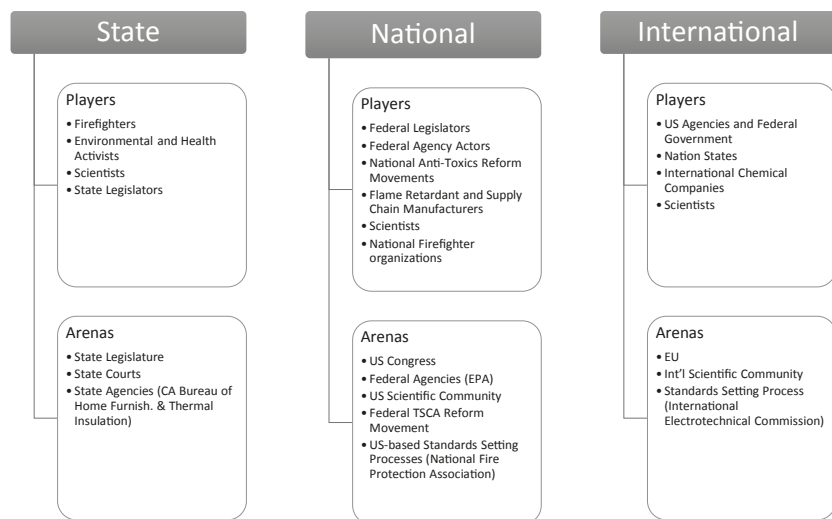 State
Players
• Firefighters
• Environmental and Health
Activists
• Scientists
• State Legislators
Arenas
• State Legislature
• State Courts
• State Agencies (CA Bureau of
Home Furnish. & Thermal
Insulation)
National
Players
• Federal Legislators
• Federal Agency Actors
• National Anti-Toxics Reform
Movements
• Flame Retardant and Supply
Chain Manufacturers
• Scientists
• National Firefighter
organizations
Arenas
• US Congress
• Federal Agencies (EPA)
• US Scientific Community
• Federal TSCA Reform
Movement
• US-based Standards Setting
Processes (National Fire
Protection Association)
International
Players
• US Agencies and Federal
Government
• Nation States
• International Chemical
Companies
• Scientists
Arenas
• EU
• Int'l Scientific Community
• Standards Setting Process
(International
Electrotechnical Commission)